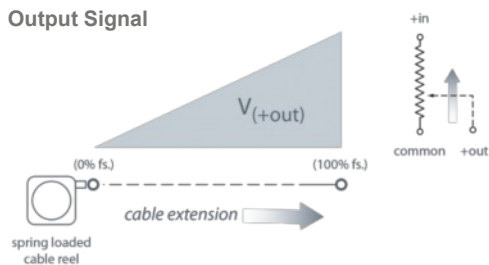 Output Signal
+in
V(+out)
common +out
(0% fs.) (100% fs.)
cable extension
spring loaded
cable reel